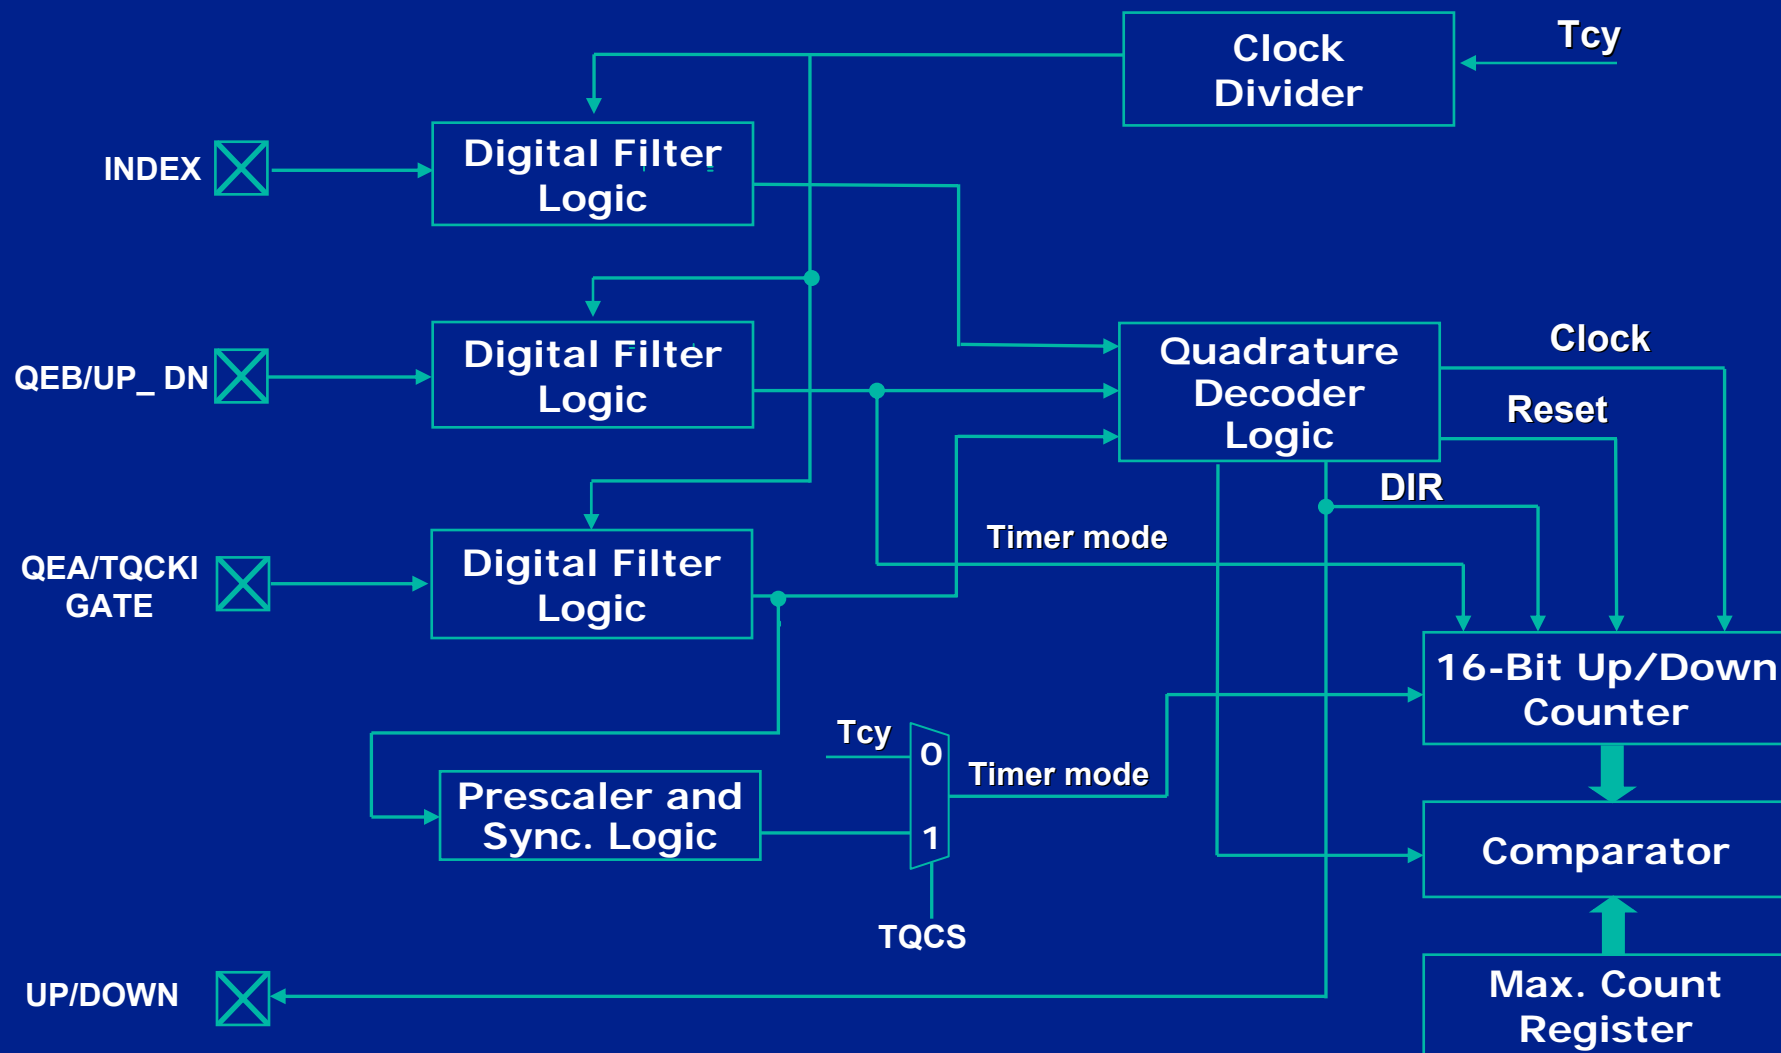 Clock
Divider
Tcy
INDEX
Digital Filter
Logic
QEB/UP_ DN
Digital Filter
Logic
Quadrature
Decoder
Logic
Clock
Reset
DIR
Timer mode
QEA/TQCKI
GATE
Digital Filter
Logic
16-Bit Up/Down
Counter
Tcy
0
Timer mode
Prescaler and
Sync. Logic
1
Comparator
TQCS
UP/DOWN
Max. Count
Register